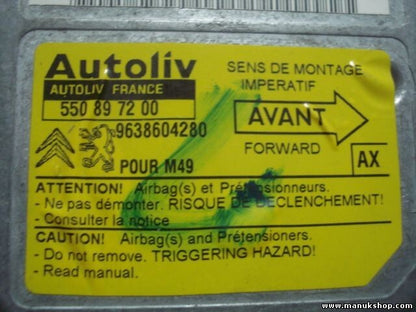 Autoliv
AUTOLIV FRANCE
550 89 72 00
9638604280
POUR M49
SENS DE MONTAGE
IMPERATIF
AVANT
FORWARD
AX
ATTENTION! Airbag(s) et Prétensionneurs.
- Ne pas démonter. RISQUE DE DECLENCHEMENT!
- Consulter la notice
CAUTION! Airbag(s) and Prétensioners.
- Do not remove. TRIGGERING HAZARD!
- Read manual.
www.manukshop.com